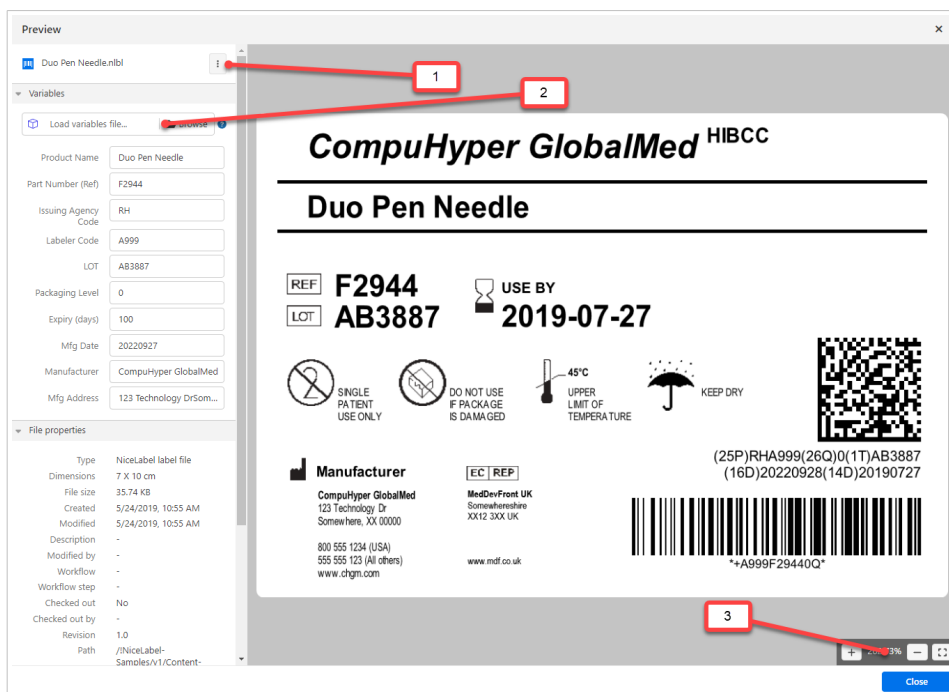 Preview
×
Duo Pen Needle.nlbl
1
Variables
2
Load variables file...
Browse
Product Name
Duo Pen Needle
Part Number (Ref)
F2944
Issuing Agency
Code
RH
Labeler Code
A999
LOT
AB3887
Packaging Level
0
Expiry (days)
100
Mfg Date
20220927
Manufacturer
CompuHyper GlobalMed
Mfg Address
123 Technology DrSom...
File properties
Type
NiceLabel label file
Dimensions
7 X 10 cm
File size
35.74 KB
Created
5/24/2019, 10:55 AM
Modified
5/24/2019, 10:55 AM
Description
-
Modified by
-
Workflow
-
Workflow step
-
Checked out
No
Checked out by
-
Revision
1.0
Path
/!NiceLabel-
Samples/v1/Content-
CompuHyper GlobalMed HIBCC
Duo Pen Needle
REF F2944
LOT AB3887
USE BY
2019-07-27
2
SINGLE
PATIENT
USE ONLY
DO NOT USE
IF PACKAGE
IS DAMAGED
45°C
UPPER
LIMIT OF
TEMPERATURE
KEEP DRY
(25P)RHA999(26Q)0(1T)AB3887
(16D)20220928(14D)20190727
Manufacturer
CompuHyper GlobalMed
123 Technology Dr
Somewhere, XX 00000
800 555 1234 (USA)
555 555 123 (All others)
www.chgm.com
EC REP
MedDevFront UK
Somewhereshire
XX12 3XX UK
www.mdf.co.uk
*+A999F29440Q*
3
Close